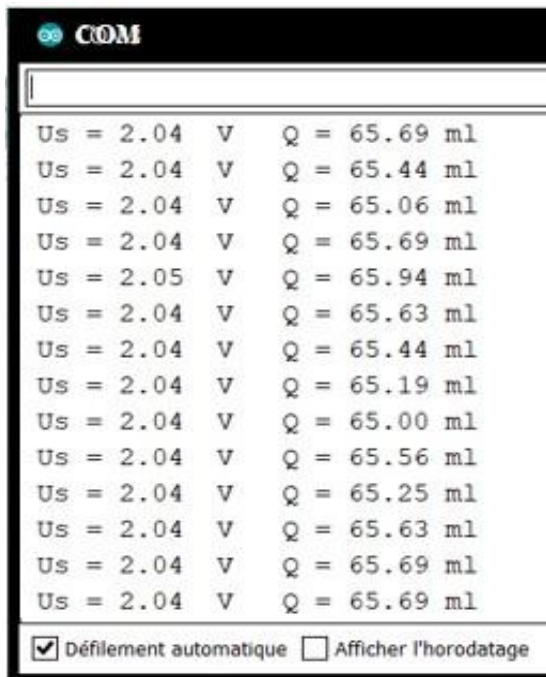 COM
Us = 2.04 V Q = 65.69 ml
Us = 2.04 V Q = 65.44 ml
Us = 2.04 V Q = 65.06 ml
Us = 2.04 V Q = 65.69 ml
Us = 2.05 V Q = 65.94 ml
Us = 2.04 V Q = 65.63 ml
Us = 2.04 V Q = 65.44 ml
Us = 2.04 V Q = 65.19 ml
Us = 2.04 V Q = 65.00 ml
Us = 2.04 V Q = 65.56 ml
Us = 2.04 V Q = 65.25 ml
Us = 2.04 V Q = 65.63 ml
Us = 2.04 V Q = 65.69 ml
Us = 2.04 V Q = 65.69 ml
Défilement automatique Afficher l'horodatage